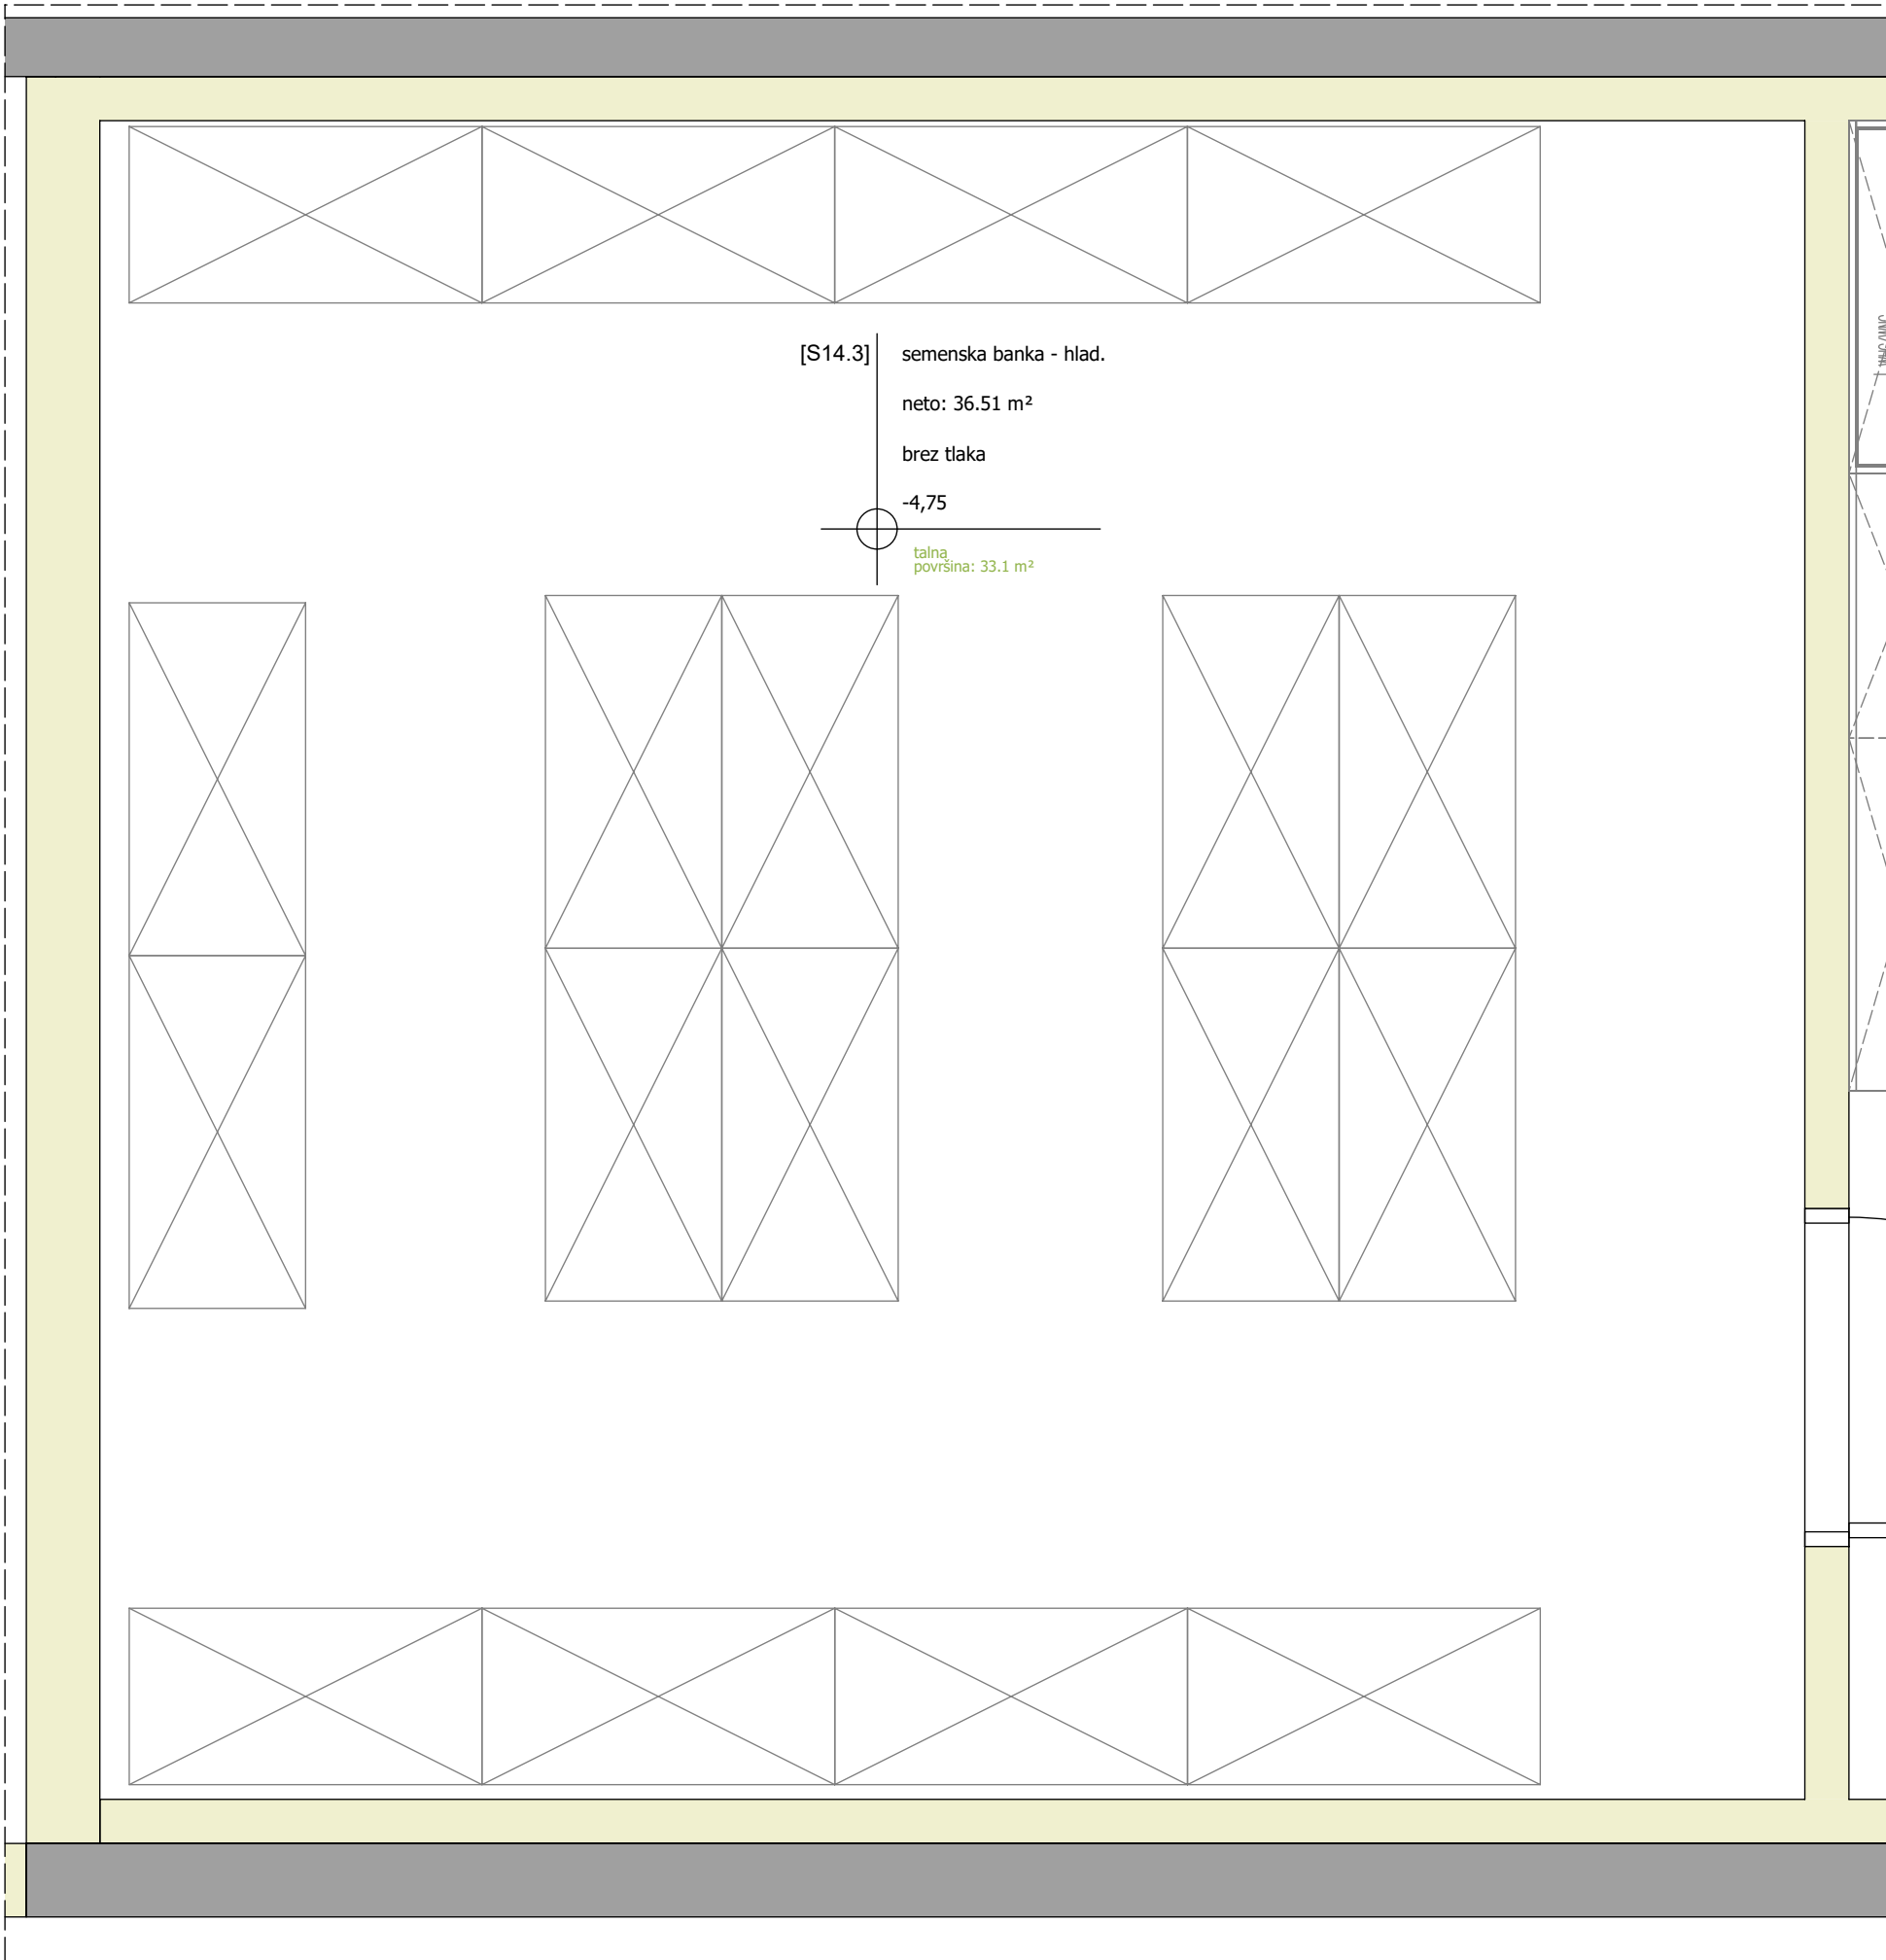 [S14.3] semenska banka - hlad.
neto: 36.51 m²
brez tlaka
-4,75
talna
površina: 33.1 m²